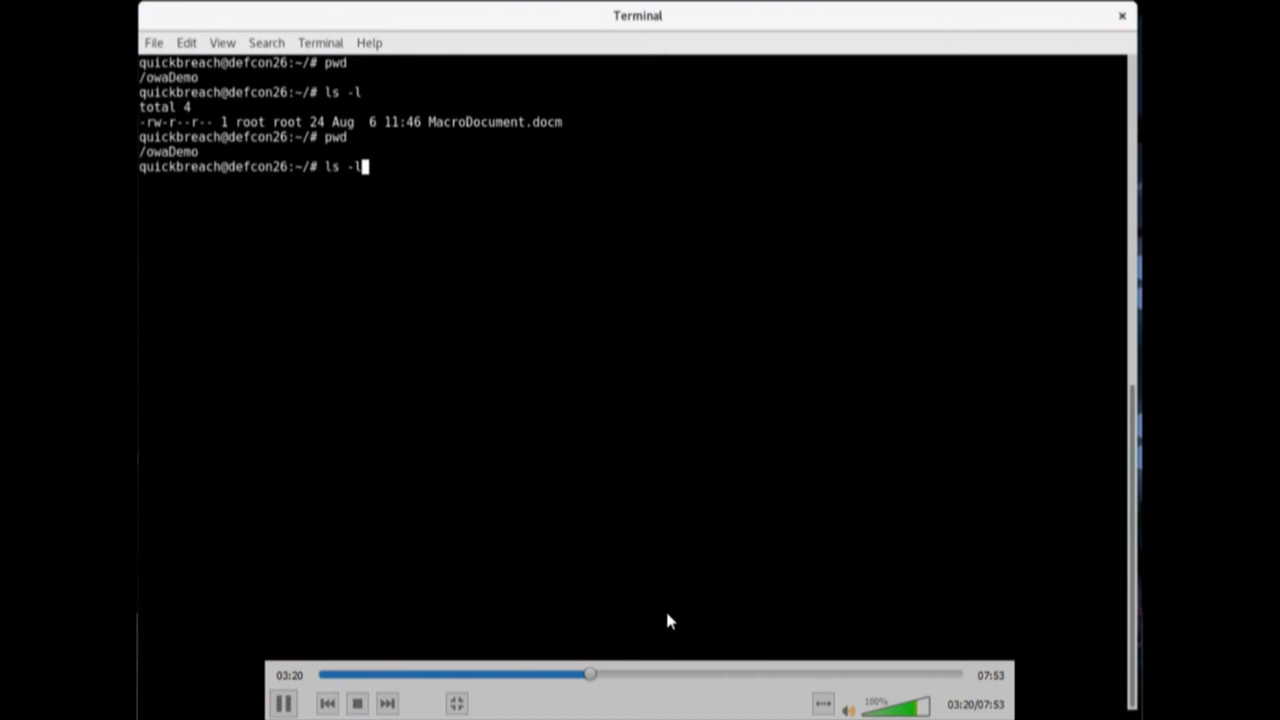 Terminal
File Edit View Search Terminal Help
quickbreach@defcon26:~/# pwd
/owaDemo
quickbreach@defcon26:~/# ls -l
total 4
-rw-r--r-- 1 root root 24 Aug  6 11:46 MacroDocument.docm
quickbreach@defcon26:~/# pwd
/owaDemo
quickbreach@defcon26:~/# ls -l
03:20 07:53
100%
03:20/07:53